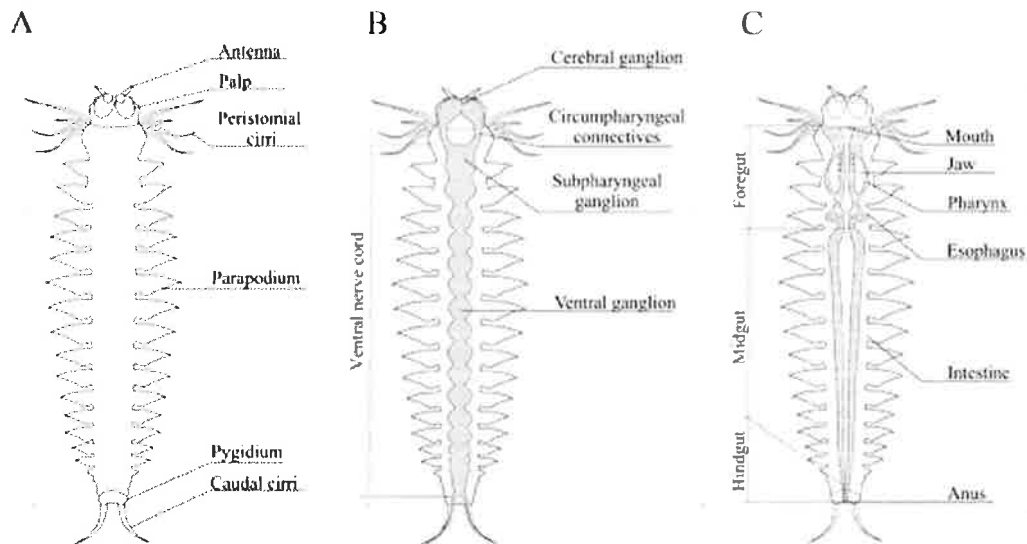 A
Antenna
Palp
Peristomial
cirri
Parapodium
Pygidium
Caudal cirri
B
Cerebral ganglion
Circumpharyngeal
connectives
Subpharyngeal
ganglion
Ventral ganglion
Ventral nerve cord
C
Mouth
Jaw
Pharynx
Esophagus
Intestine
Anus
Foregut
Midgut
Hindgut